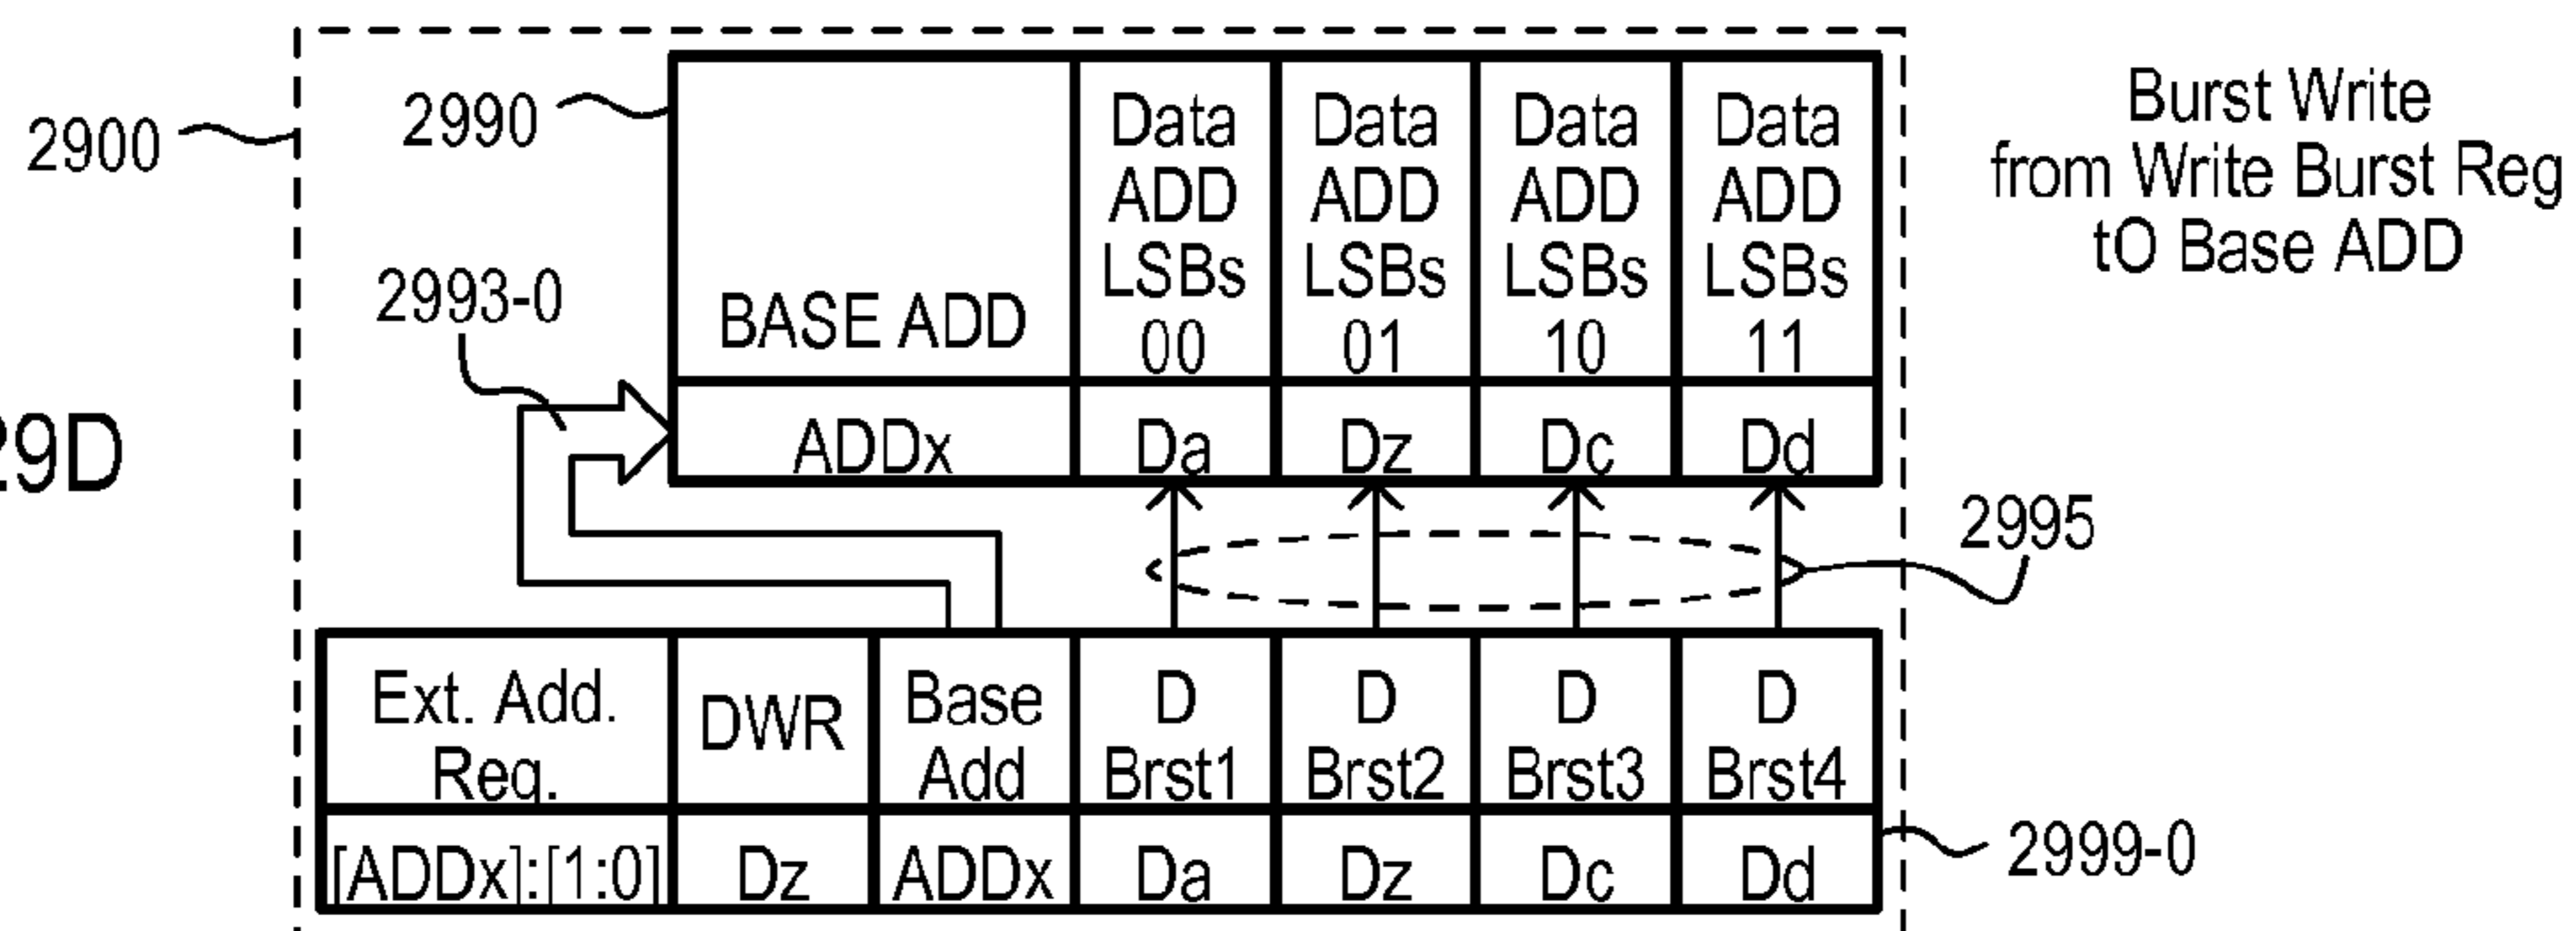 2900
2990
BASE ADD
Data
ADD
LSBs
00
Data
ADD
LSBs
01
Data
ADD
LSBs
10
Data
ADD
LSBs
11
Burst Write
from Write Burst Reg
tO Base ADD
2993-0
29D
ADDx
Da
Dz
Dc
Dd
2995
Ext. Add.
Req.
DWR
Base
Add
D
Brst1
D
Brst2
D
Brst3
D
Brst4
[ADDx]:[1:0]
Dz
ADDx
Da
Dz
Dc
Dd
2999-0